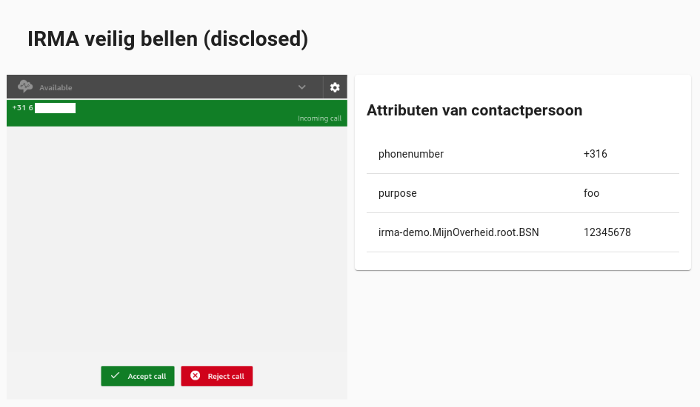 IRMA veilig bellen (disclosed)
Available
+31 6
Incoming call
Accept call
Reject call
Attributen van contactpersoon
phonenumber +316
purpose foo
irma-demo.MijnOverheid.root.BSN 12345678